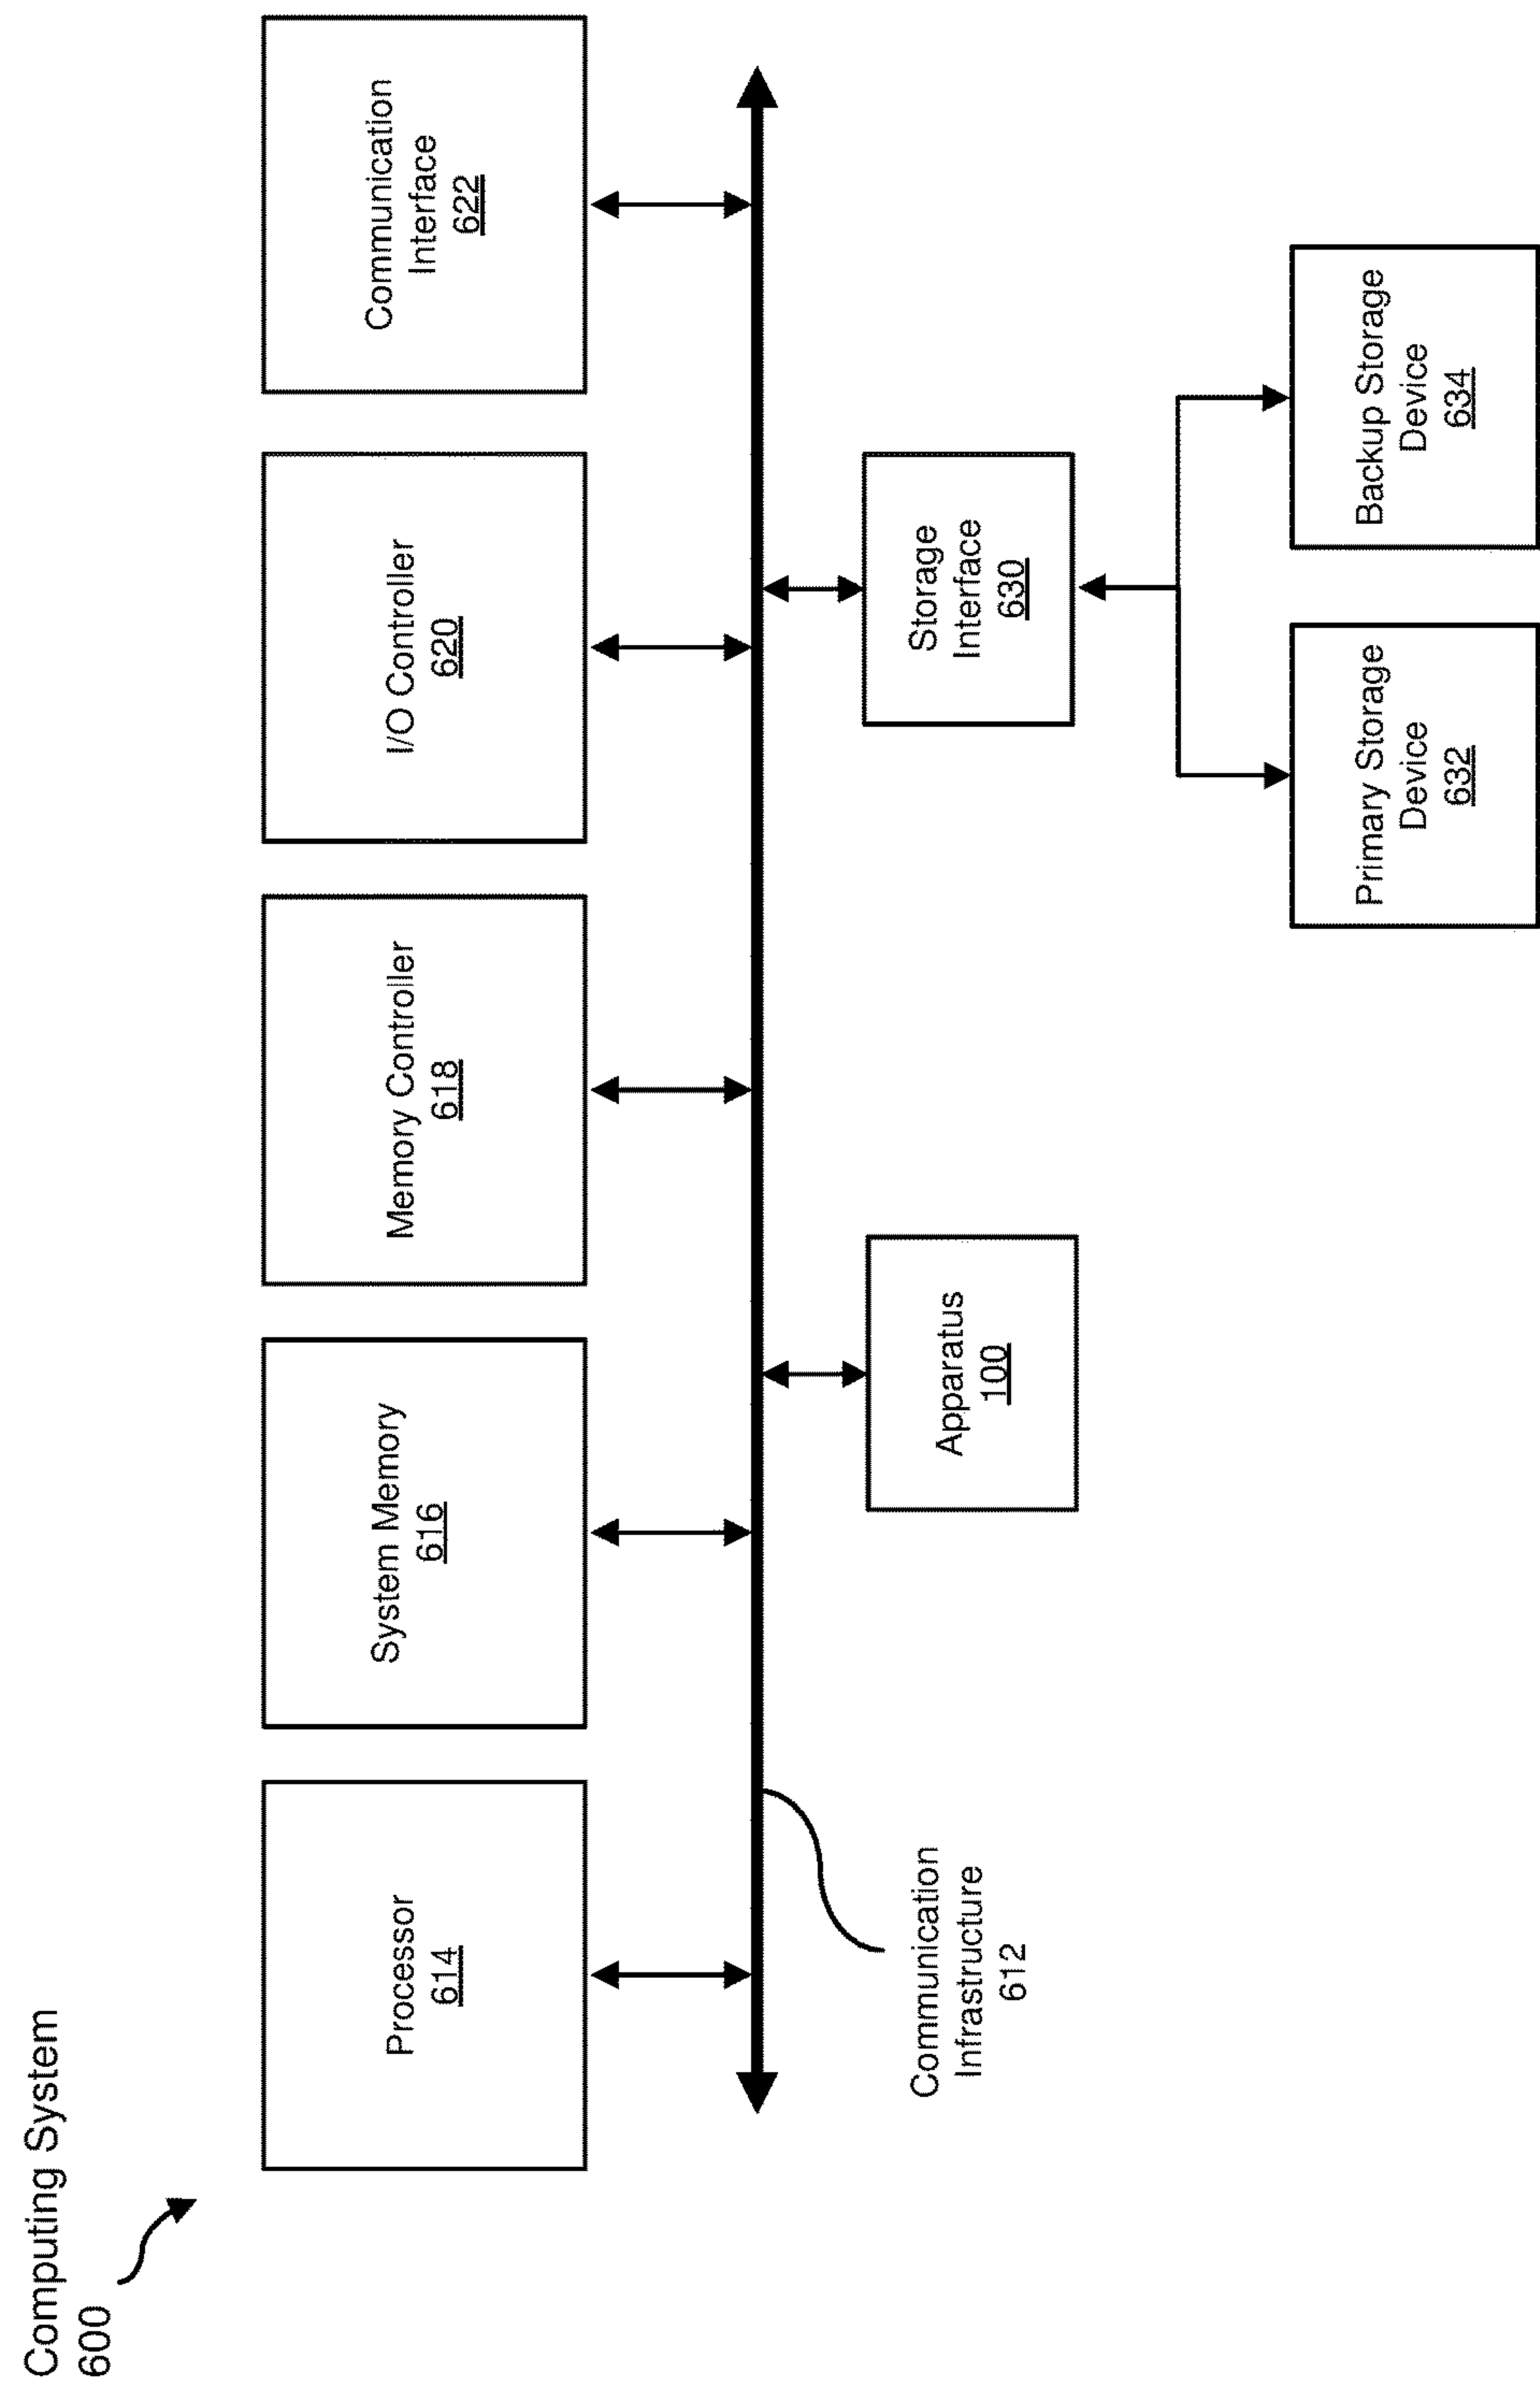 Computing System
600
Processor
614
System Memory
616
Memory Controller
618
I/O Controller
620
Communication
Interface
622
Communication
Infrastructure
612
Apparatus
100
Storage
Interface
630
Primary Storage
Device
632
Backup Storage
Device
634